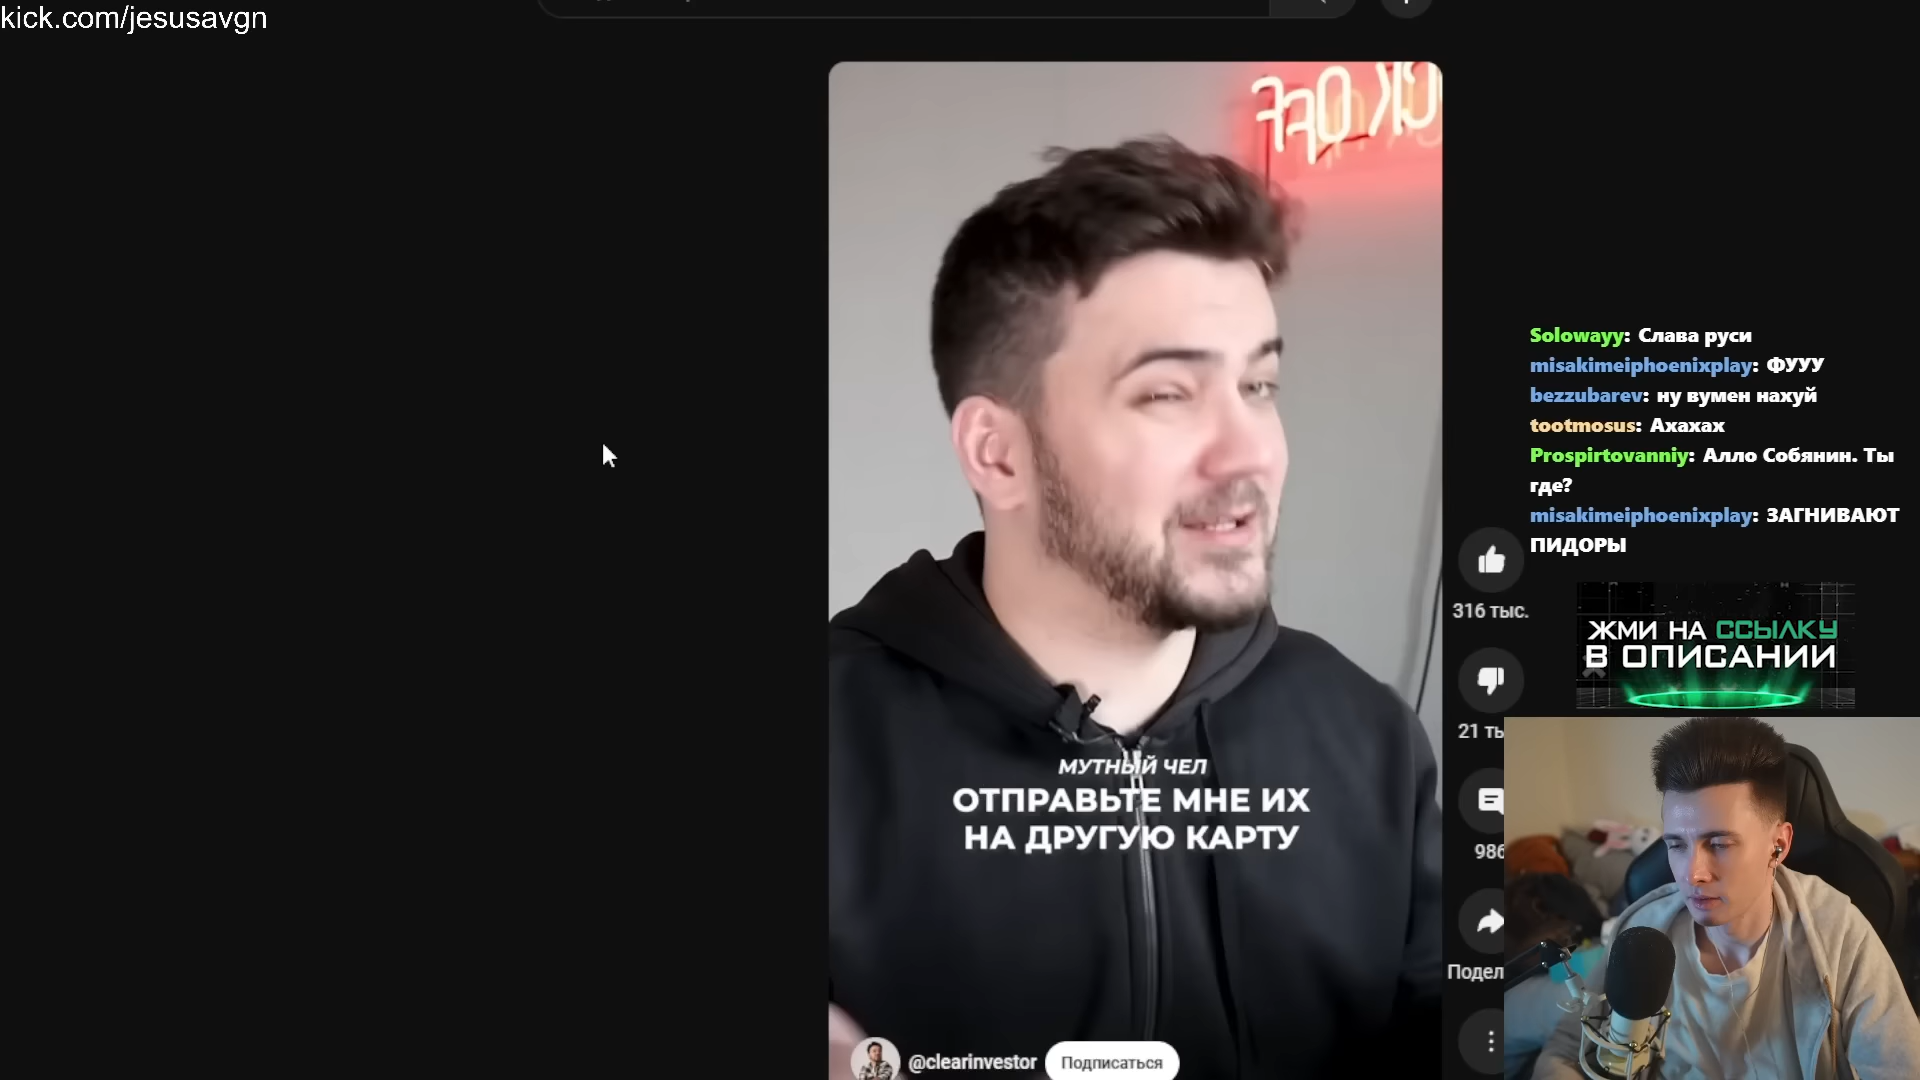 kick.com/jesusavgn
Solowayy: Слава руси
misakimeiphoenixplay: ФУУУ
bezzubarev: ну вумен нахуй
tootmosus: Ахахах
Prospirtovanniy: Алло Собянин. Ты
где?
misakimeiphoenixplay: ЗАГНИВАЮТ
ПИДОРЫ
316 тыс.
ЖМИ НА ССЫЛКУ
В ОПИСАНИИ
21 ты
МУТНЫЙ ЧЕЛ
ОТПРАВЬТЕ МНЕ ИХ
НА ДРУГУЮ КАРТУ
986
Подел
@clearinvestor Подписаться